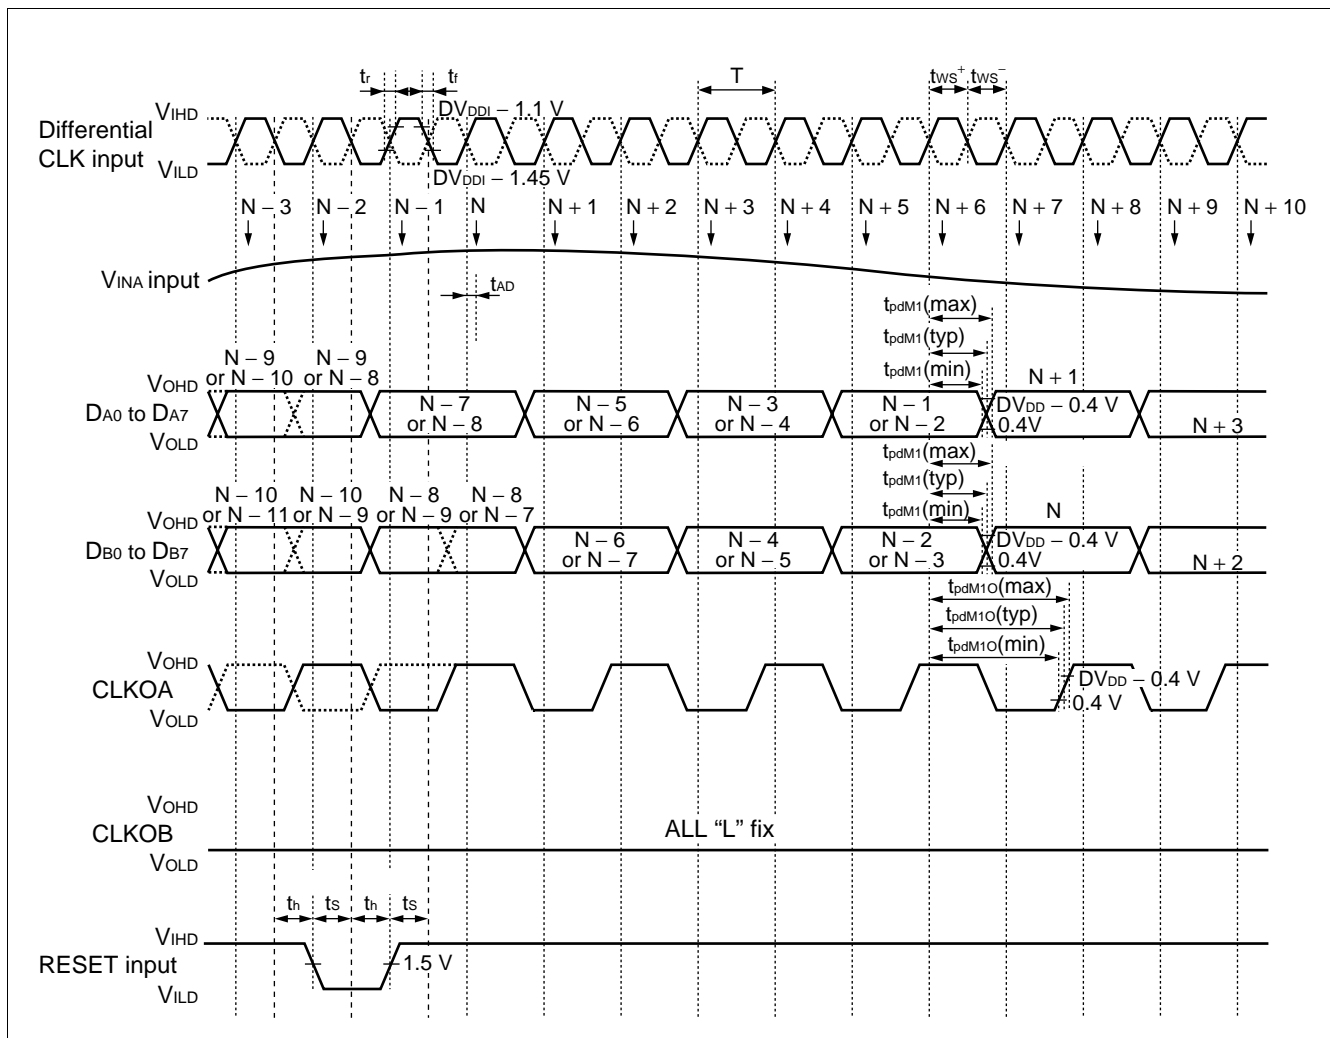 tr tf T tWS+ tWS−
VIHD DVDDI – 1.1 V
Differential
CLK input
VILD DVDDI – 1.45 V
N – 3 N – 2 N – 1 N N + 1 N + 2 N + 3 N + 4 N + 5 N + 6 N + 7 N + 8 N + 9 N + 10
VINA input
tAD
tpdM1(max)
tpdM1(typ)
tpdM1(min)
N – 9 N – 9 N + 1
or N – 10 or N – 8
VOHD
DA0 to DA7
VOLD
N – 7 N – 5 N – 3 N – 1 DVDD – 0.4 V
or N – 8 or N – 6 or N – 4 or N – 2 0.4V N + 3
tpdM1(max)
tpdM1(typ)
tpdM1(min)
N – 10 N – 10 N – 8 N – 8 N
or N – 11 or N – 9 or N – 9 or N – 7
VOHD
DB0 to DB7
VOLD
N – 6 N – 4 N – 2 DVDD – 0.4 V
or N – 7 or N – 5 or N – 3 0.4V N + 2
tpdM1O(max)
tpdM1O(typ)
tpdM1O(min)
VOHD
CLKOA DVDD – 0.4 V
VOLD 0.4 V
VOHD
CLKOB ALL “L” fix
VOLD
th tS th tS
VIHD
RESET input 1.5 V
VILD